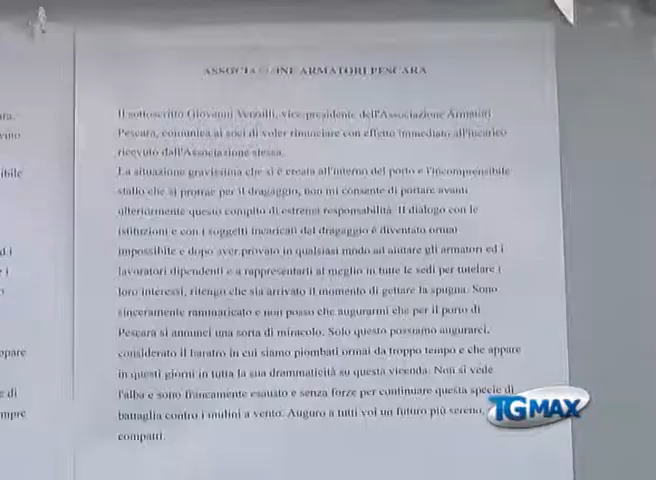 ASSOCIAZIONE ARMATORI PESCARA
Il sottoscritto Giovanni Verzulli, vice presidente dell'Associazione Armatori
Pescara, comunica ai soci di voler rinunciare con effetto immediato all'incarico
ricevuto dall'Associazione stessa.
La situazione gravissima che si è creata all'interno del porto e l'incomprensibile
stallo che si protrae per il dragaggio, non mi consente di portare avanti
ulteriormente questo compito di estrema responsabilità. Il dialogo con le
istituzioni e con i soggetti incaricati del dragaggio è diventato ormai
impossibile e dopo aver provato in qualsiasi modo ad aiutare gli armatori ed i
lavoratori dipendenti e a rappresentarli al meglio in tutte le sedi per tutelare i
loro interessi, ritengo che sia arrivato il momento di gettare la spugna. Sono
sinceramente rammaricato e non posso che augurarmi che per il porto di
Pescara si annunci una sorta di miracolo. Solo questo possiamo augurarci,
considerato il baratro in cui siamo piombati ormai da troppo tempo e che appare
in questi giorni in tutta la sua drammaticità su questa vicenda. Non si vede
l'alba e sono francamente esausto e senza forze per continuare questa specie di
battaglia contro i mulini a vento. Auguro a tutti voi un futuro più sereno,
compatti.
TGMAX